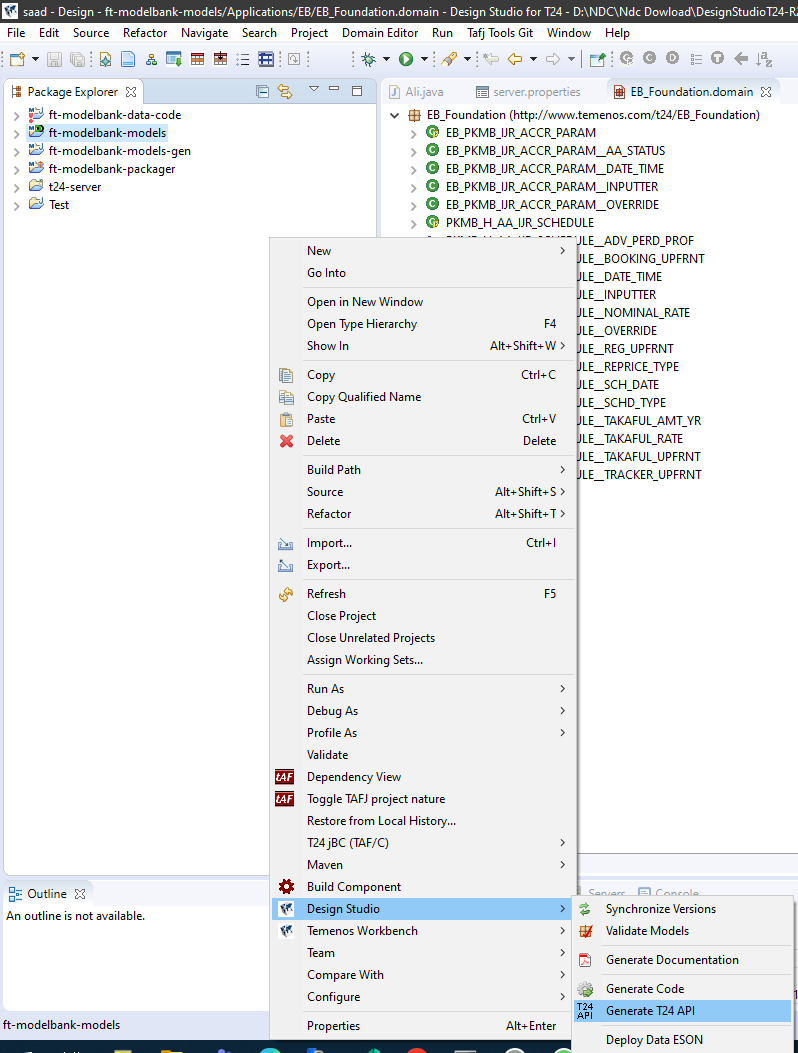 saad - Design - ft-modelbank-models/Applications/EB/EB_Foundation.domain - Design Studio for T24 - D:\NDC\Ndc Dowload\DesignStudioT24-R
File Edit Source Refactor Navigate Search Project Domain Editor Run Tafj Tools Git Window Help
Package Explorer
ft-modelbank-data-code
ft-modelbank-models
ft-modelbank-models-gen
ft-modelbank-packager
t24-server
Test
Ali.java server.properties EB_Foundation.domain
EB_Foundation (http://www.temenos.com/t24/EB_Foundation)
EB_PKMB_IJR_ACCR_PARAM
EB_PKMB_IJR_ACCR_PARAM__AA_STATUS
EB_PKMB_IJR_ACCR_PARAM__DATE_TIME
EB_PKMB_IJR_ACCR_PARAM__INPUTTER
EB_PKMB_IJR_ACCR_PARAM__OVERRIDE
PKMB_H_AA_IJR_SCHEDULE
ULE__ADV_PERD_PROF
ULE__BOOKING_UPFRNT
ULE__DATE_TIME
ULE__INPUTTER
ULE__NOMINAL_RATE
ULE__OVERRIDE
ULE__REG_UPFRNT
ULE__REPRICE_TYPE
ULE__SCH_DATE
ULE__SCHD_TYPE
ULE__TAKAFUL_AMT_YR
ULE__TAKAFUL_RATE
ULE__TAKAFUL_UPFRNT
ULE__TRACKER_UPFRNT
New
Go Into
Open in New Window
Open Type Hierarchy F4
Show In Alt+Shift+W
Copy Ctrl+C
Copy Qualified Name
Paste Ctrl+V
Delete Delete
Build Path
Source Alt+Shift+S
Refactor Alt+Shift+T
Import... Ctrl+I
Export...
Refresh F5
Close Project
Close Unrelated Projects
Assign Working Sets...
Run As
Debug As
Profile As
Validate
tAF Dependency View
tAF Toggle TAFJ project nature
Restore from Local History...
T24 jBC (TAF/C)
Maven
Build Component
Design Studio
Temenos Workbench
Team
Compare With
Configure
Properties Alt+Enter
Servers Console
Synchronize Versions
Validate Models
Generate Documentation
Generate Code
T24 API Generate T24 API
Deploy Data ESON
Outline
An outline is not available.
ft-modelbank-models